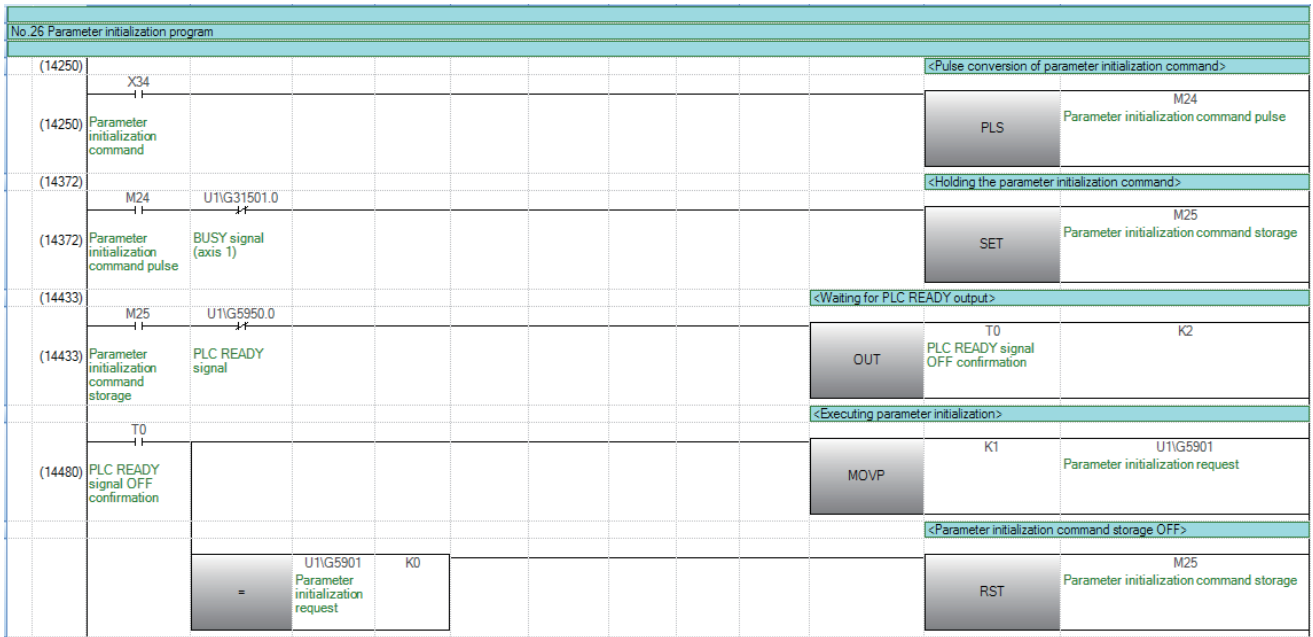 No.26 Parameter initialization program
(14250)
<Pulse conversion of parameter initialization command>
X34
M24
(14250)
Parameter
initialization
command
PLS
Parameter initialization command pulse
(14372)
<Holding the parameter initialization command>
M24
U1\G31501.0
M25
(14372)
Parameter
initialization
command pulse
BUSY signal
(axis 1)
SET
Parameter initialization command storage
(14433)
<Waiting for PLC READY output>
M25
U1\G5950.0
T0
K2
(14433)
Parameter
initialization
command
storage
PLC READY
signal
OUT
PLC READY signal
OFF confirmation
<Executing parameter initialization>
T0
K1
U1\G5901
(14480)
PLC READY
signal OFF
confirmation
MOVP
Parameter initialization request
<Parameter initialization command storage OFF>
=
U1\G5901
Parameter
initialization
request
K0
RST
M25
Parameter initialization command storage